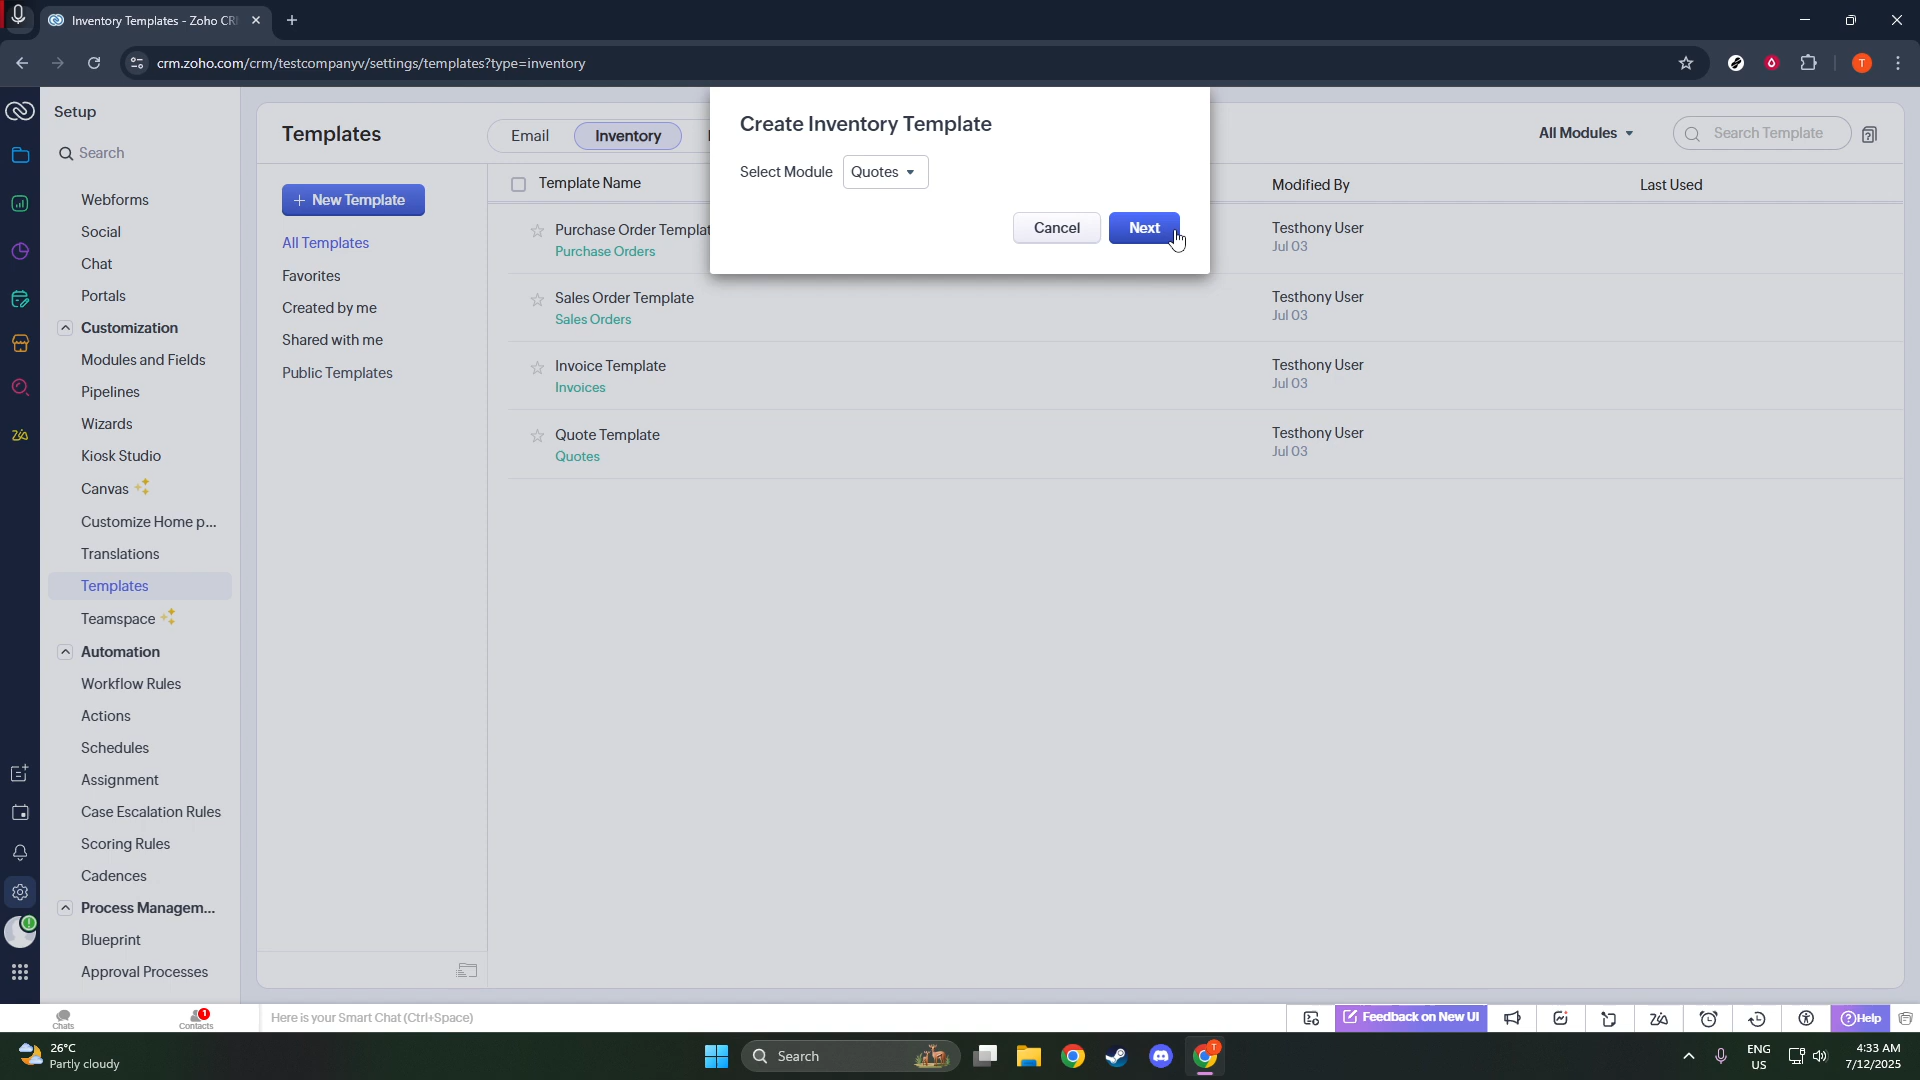 Inventory Templates - Zoho CR
crm.zoho.com/crm/testcompanyv/settings/templates?type=inventory
T
Setup
Search
Webforms
Social
Chat
Portals
Customization
Modules and Fields
Pipelines
Wizards
Kiosk Studio
Canvas
Customize Home p...
Translations
Templates
Teamspace
Automation
Workflow Rules
Actions
Schedules
Assignment
Case Escalation Rules
Scoring Rules
Cadences
Process Managem...
Blueprint
Approval Processes
Templates
Email
Inventory
All Modules
Search Template
+ New Template
All Templates
Favorites
Created by me
Shared with me
Public Templates
Create Inventory Template
Select Module
Quotes
Cancel
Next
Template Name
Modified By
Last Used
Purchase Order Templat
Purchase Orders
Testhony User
Jul 03
Sales Order Template
Sales Orders
Testhony User
Jul 03
Invoice Template
Invoices
Testhony User
Jul 03
Quote Template
Quotes
Testhony User
Jul 03
Chats
1
Contacts
Here is your Smart Chat (Ctrl+Space)
Feedback on New UI
Help
26°C
Partly cloudy
Search
T
ENG
US
4:33 AM
7/12/2025